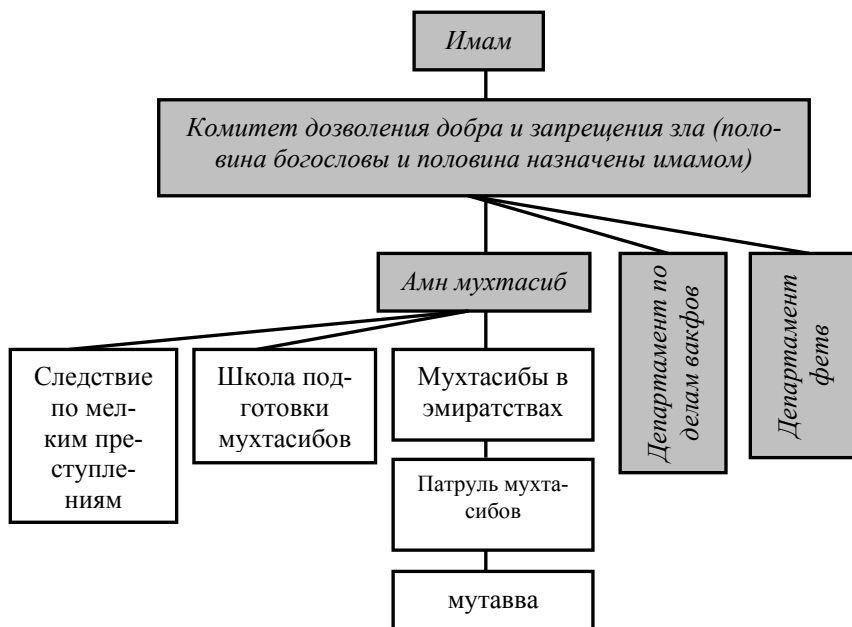 Имам
Комитет дозволения добра и запрещения зла (поло-
вина богословы и половина назначены имамом)
Амн мухтасиб
Департамент по
делам вакфов
Департамент
фетв
Следствие
по мел-
ким пре-
ступле-
ниям
Школа под-
готовки
мухтасибов
Мухтасибы в
эмиратствах
Патруль мухта-
сибов
мутавва